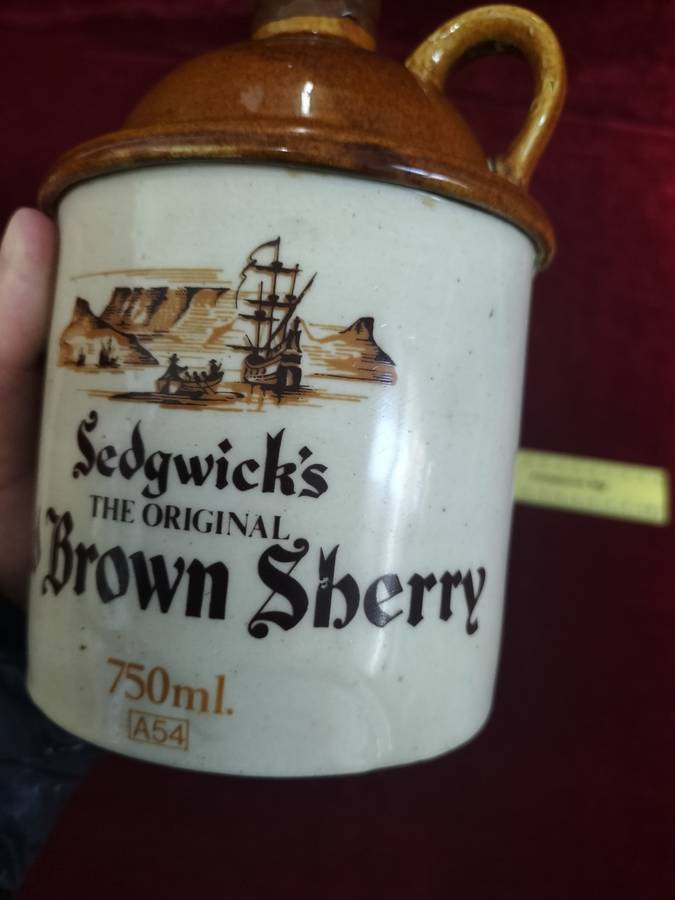 Sedgwick's
THE ORIGINAL
Brown Sherry
750ml.
A54